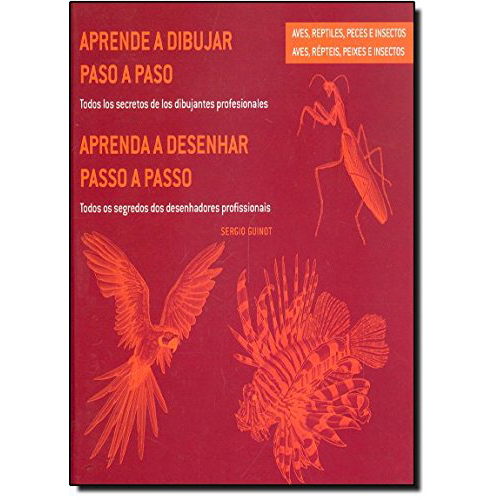 APRENDE A DIBUJAR
PASO A PASO
Todos los secretos de los dibujantes profesionales
APRENDA A DESENHAR
PASSO A PASSO
Todos os segredos dos desenhadores profissionais
SERGIO GUINOT
AVES, RÉPTILES, PECES E INSECTOS
AVES, RÉPTEIS, PEIXES E INSECTOS